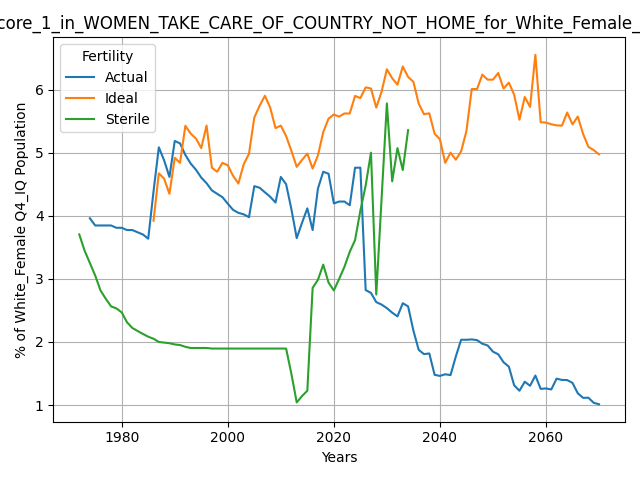 core_1_in_WOMEN_TAKE_CARE_OF_COUNTRY_NOT_HOME_for_White_Female_
Fertility
Actual
Ideal
Sterile
% of White_Female Q4_IQ Population
6
5
4
3
2
1
1980
2000
2020
2040
2060
Years